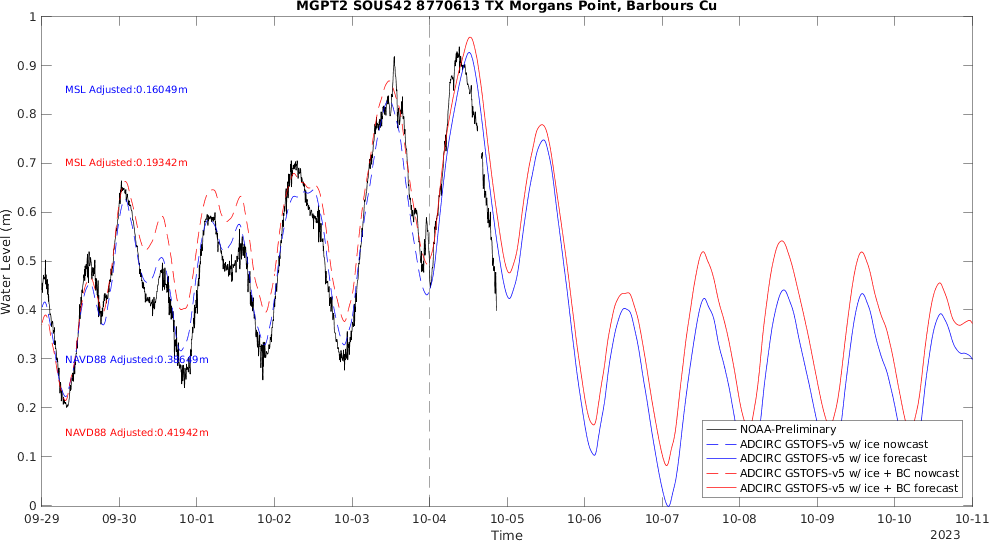 MGPT2 SOUS42 8770613 TX Morgans Point, Barbours Cu
1
0.9
0.8
0.7
0.6
0.5
0.4
0.3
0.2
0.1
0
Water Level (m)
MSL Adjusted:0.16049m
MSL Adjusted:0.19342m
NAVD88 Adjusted:0.38649m
NAVD88 Adjusted:0.41942m
NOAA-Preliminary
ADCIRC GSTOFS-v5 w/ ice nowcast
ADCIRC GSTOFS-v5 w/ ice forecast
ADCIRC GSTOFS-v5 w/ ice + BC nowcast
ADCIRC GSTOFS-v5 w/ ice + BC forecast
09-29 09-30 10-01 10-02 10-03 10-04 10-05 10-06 10-07 10-08 10-09 10-10 10-11
Time
2023